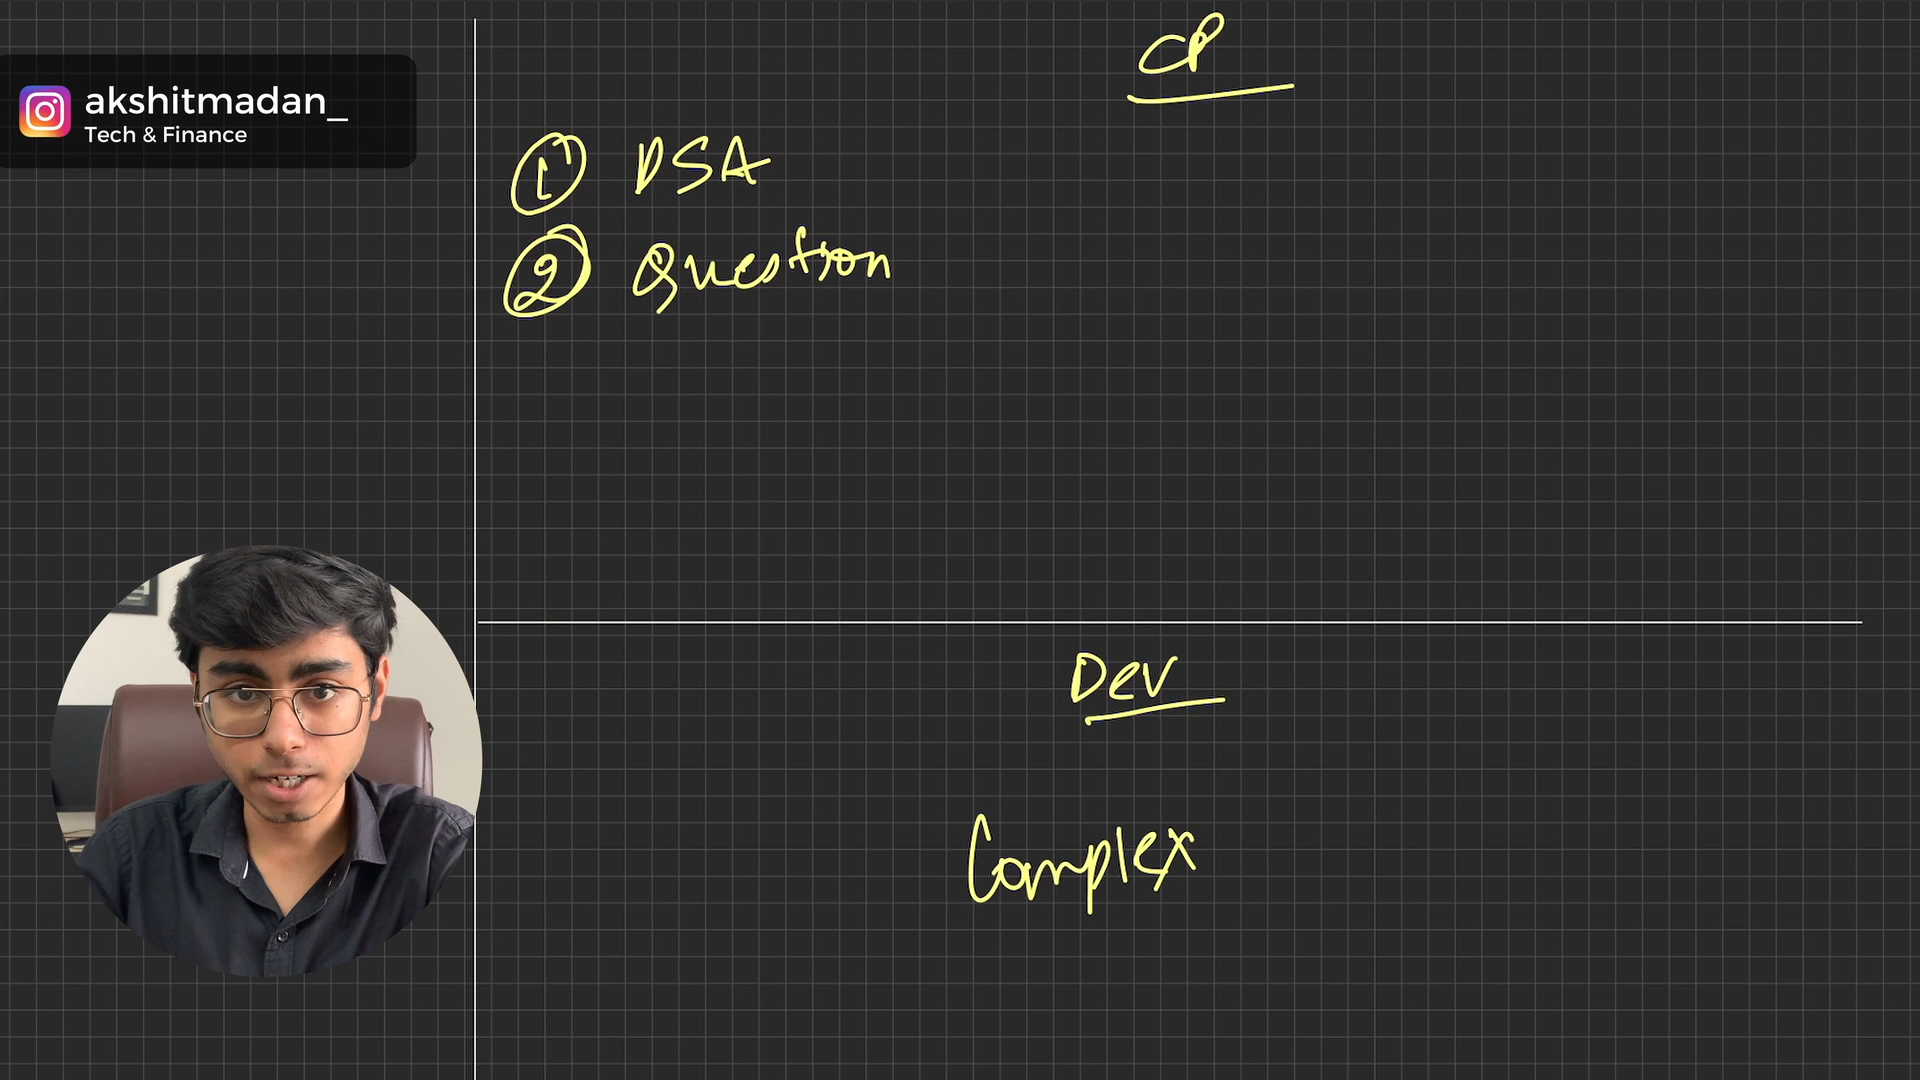 akshitmadan_
Tech & Finance
CP
1 DSA
2 Question
Dev
Complex